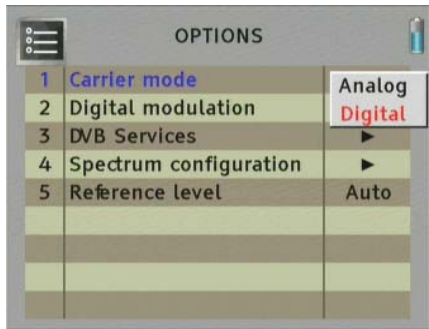 OPTIONS
1 Carrier mode
Analog
2 Digital modulation
Digital
3 DVB Services ►
4 Spectrum configuration ►
5 Reference level Auto